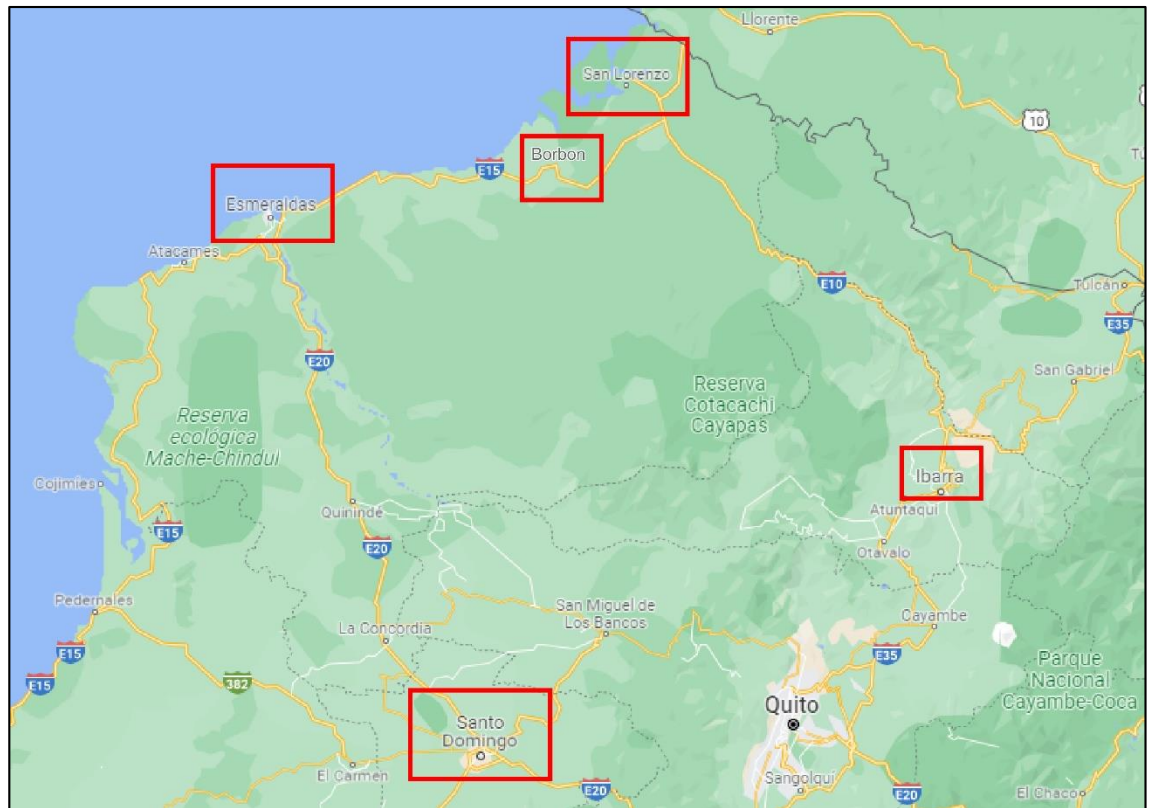 Llorente
San Lorenzo
10
Borbon
E15
Esmeraldas
Atacames
E10
Tulcán
E35
E20
San Gabriel
Reserva
Cotacachi
Cayapas
Reserva
ecológica
Mache-Chindul
Ibarra
Cojimíes
Quinindé
Atuntaqui
E15
E20
Otavalo
Pedernales
San Miguel de
Los Bancos
Cayambe
La Concordia
E15
E35
Parque
Nacional
Cayambe-Coca
E15
382
Quito
Santo
Domingo
El Carmen
Sangolquí
E20
E20
El Chaco